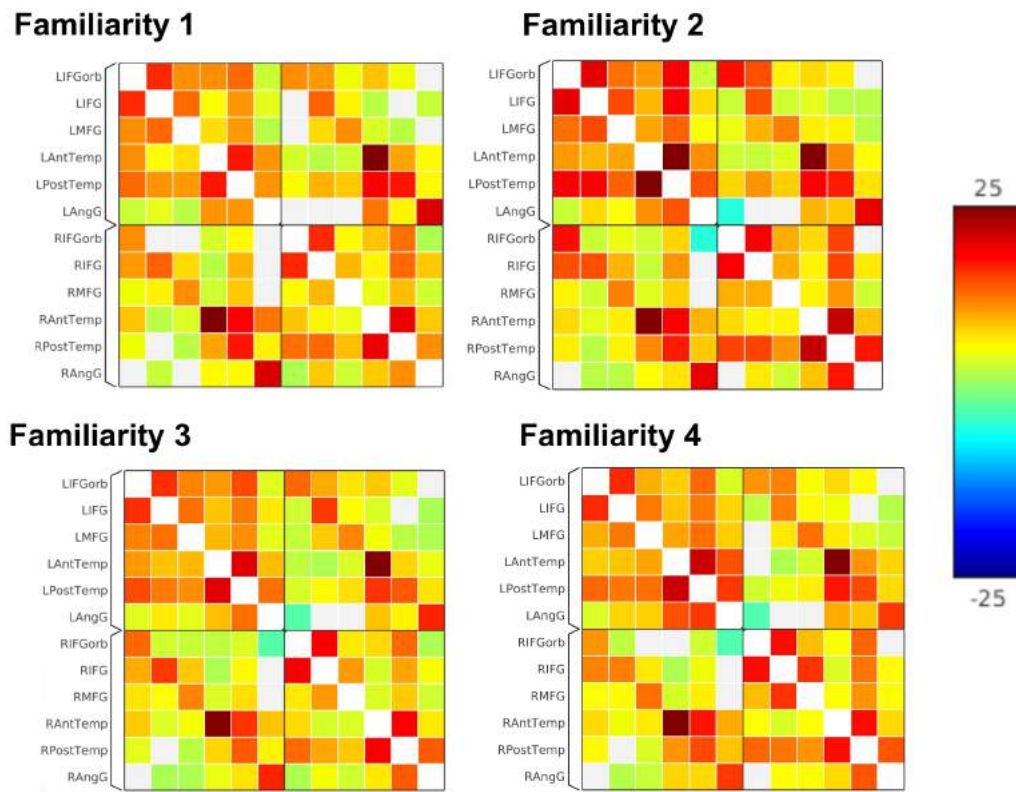 Familiarity 1
LIFGorb
LIFG
LMFG
LAntTemp
LPostTemp
LAngG
RIFGorb
RIFG
RMFG
RAntTemp
RPostTemp
RAngG
Familiarity 2
LIFGorb
LIFG
LMFG
LAntTemp
LPostTemp
LAngG
RIFGorb
RIFG
RMFG
RAntTemp
RPostTemp
RAngG
25
-25
Familiarity 3
LIFGorb
LIFG
LMFG
LAntTemp
LPostTemp
LAngG
RIFGorb
RIFG
RMFG
RAntTemp
RPostTemp
RAngG
Familiarity 4
LIFGorb
LIFG
LMFG
LAntTemp
LPostTemp
LAngG
RIFGorb
RIFG
RMFG
RAntTemp
RPostTemp
RAngG